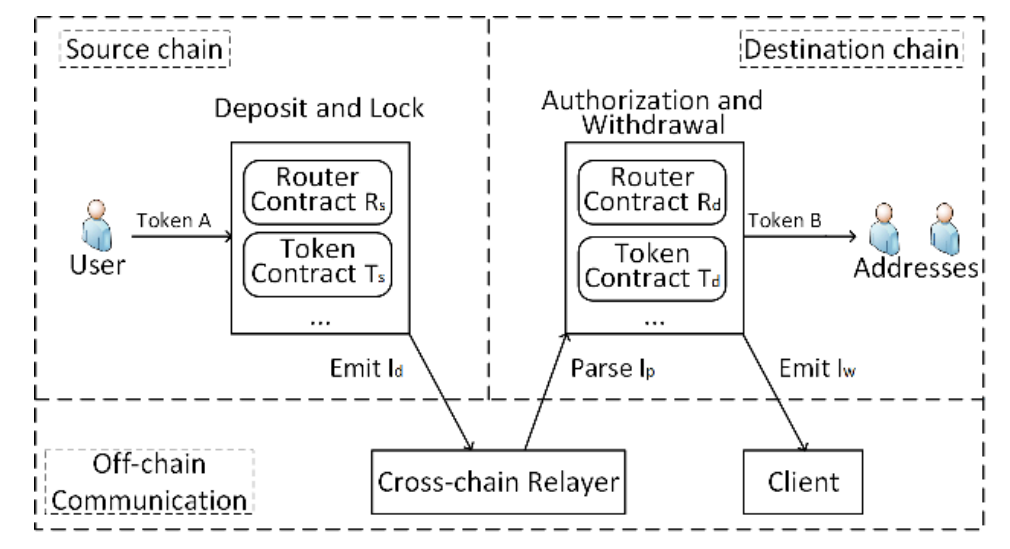 Source chain
Destination chain
Deposit and Lock
Authorization and
Withdrawal
Router
Contract Rs
Token
Contract Ts
...
Router
Contract Rd
Token
Contract Td
...
Token A
User
Token B
Addresses
Emit Id
Parse Ip
Emit Iw
Off-chain
Communication
Cross-chain Relayer
Client